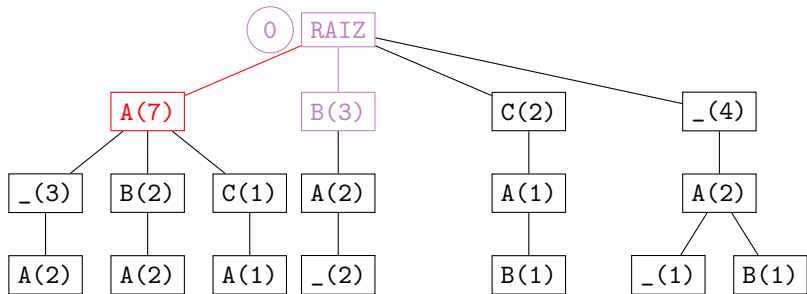 0 RAIZ
A(7) B(3) C(2) _(4)
_(3) B(2) C(1) A(2) A(1) A(2)
A(2) A(2) A(1) _(2) B(1) _(1) B(1)